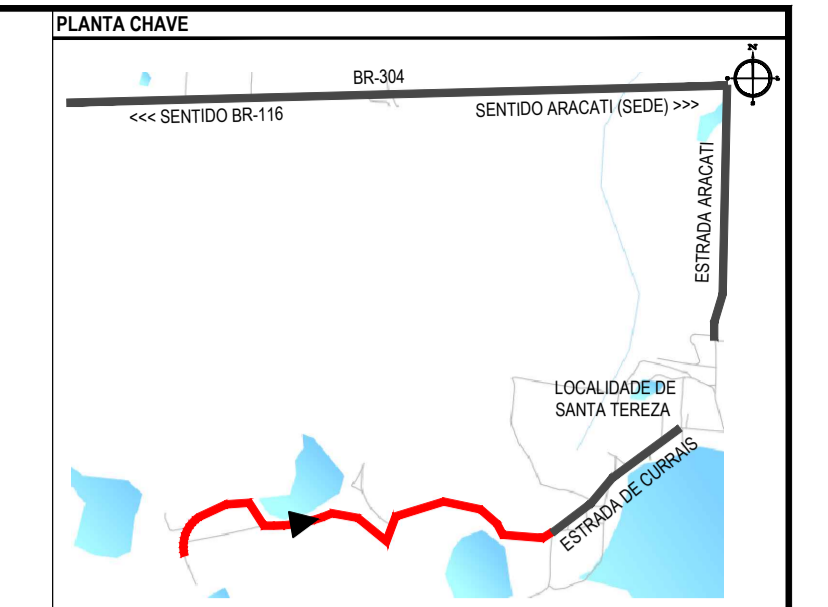 PLANTA CHAVE
N
BR-304
<<< SENTIDO BR-116
SENTIDO ARACATI (SEDE) >>>
ESTRADA ARACATI
LOCALIDADE DE
SANTA TEREZA
ESTRADA DE CURRAIS